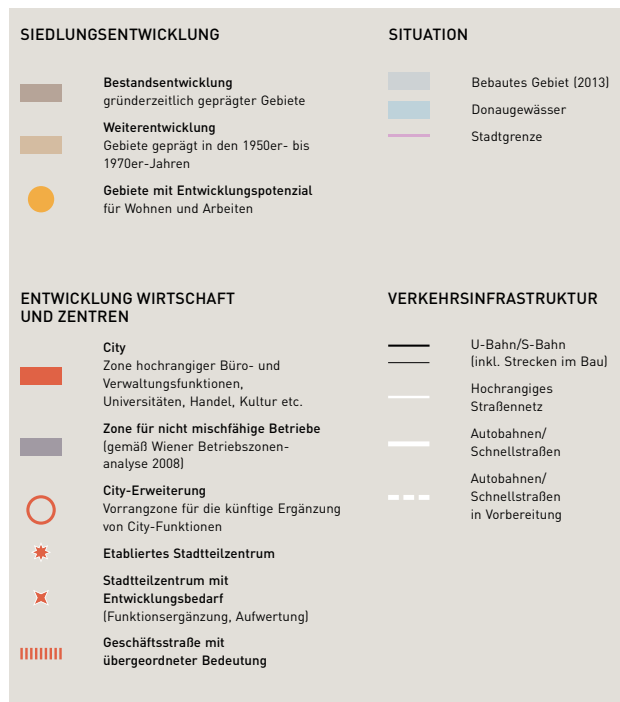 SIEDLUNGSENTWICKLUNG
Bestandsentwicklung
gründerzeitlich geprägter Gebiete
Weiterentwicklung
Gebiete geprägt in den 1950er- bis
1970er-Jahren
Gebiete mit Entwicklungspotenzial
für Wohnen und Arbeiten
SITUATION
Bebautes Gebiet (2013)
Donaugewässer
Stadtgrenze
ENTWICKLUNG WIRTSCHAFT
UND ZENTREN
City
Zone hochrangiger Büro- und
Verwaltungsfunktionen,
Universitäten, Handel, Kultur etc.
Zone für nicht mischfähige Betriebe
(gemäß Wiener Betriebszonen-
analyse 2008)
City-Erweiterung
Vorrangzone für die künftige Ergänzung
von City-Funktionen
Etabliertes Stadtteilzentrum
Stadtteilzentrum mit
Entwicklungsbedarf
(Funktionsergänzung, Aufwertung)
Geschäftsstraße mit
übergeordneter Bedeutung
VERKEHRSINFRASTRUKTUR
U-Bahn/S-Bahn
(inkl. Strecken im Bau)
Hochrangiges
Straßennetz
Autobahnen/
Schnellstraßen
Autobahnen/
Schnellstraßen
in Vorbereitung